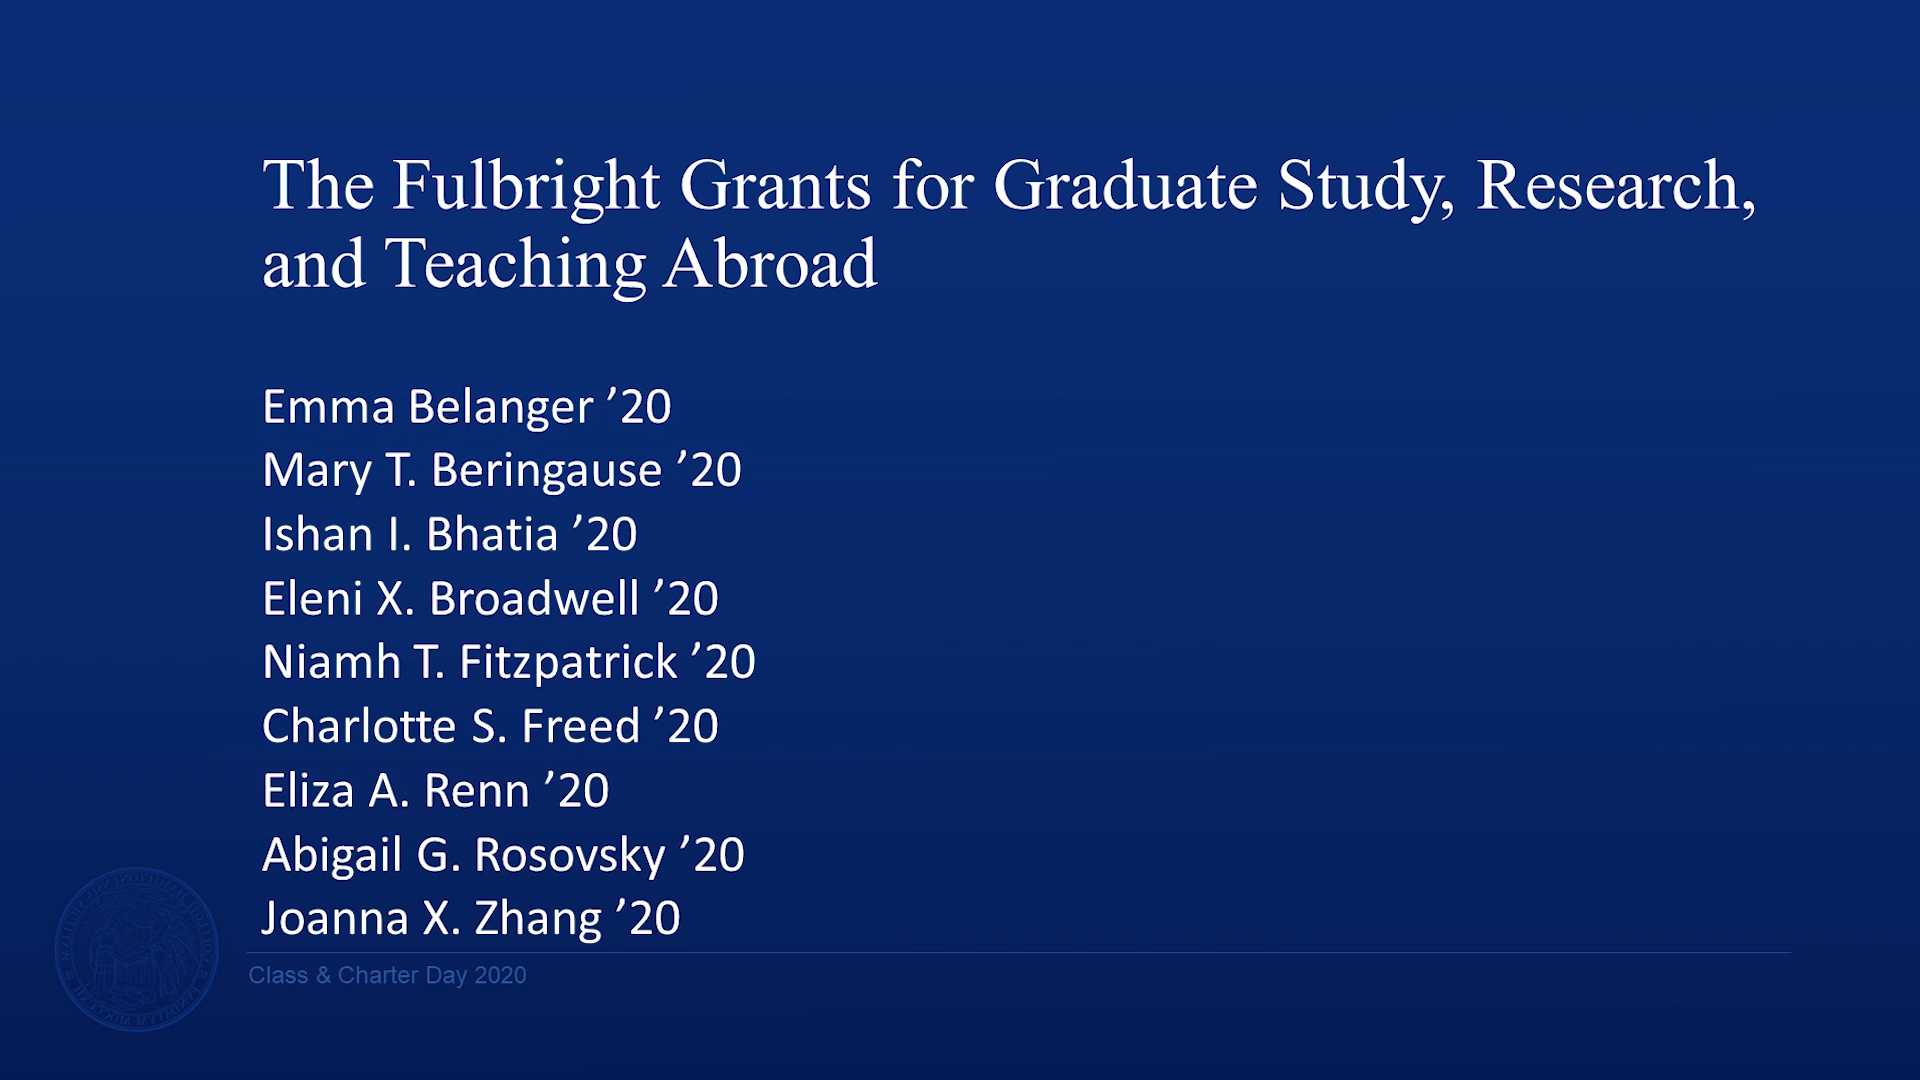 The Fulbright Grants for Graduate Study, Research,
and Teaching Abroad
Emma Belanger ’20
Mary T. Beringause ’20
Ishan I. Bhatia ’20
Eleni X. Broadwell ’20
Niamh T. Fitzpatrick ’20
Charlotte S. Freed ’20
Eliza A. Renn ’20
Abigail G. Rosovsky ’20
Joanna X. Zhang ’20
Class & Charter Day 2020